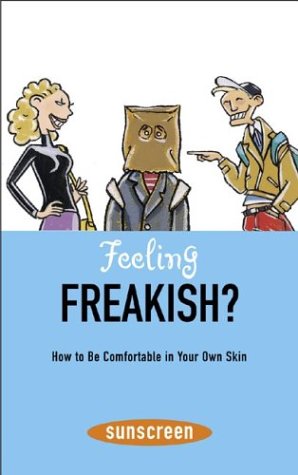 Feeling
FREAKISH?
How to Be Comfortable in Your Own Skin
sunscreen